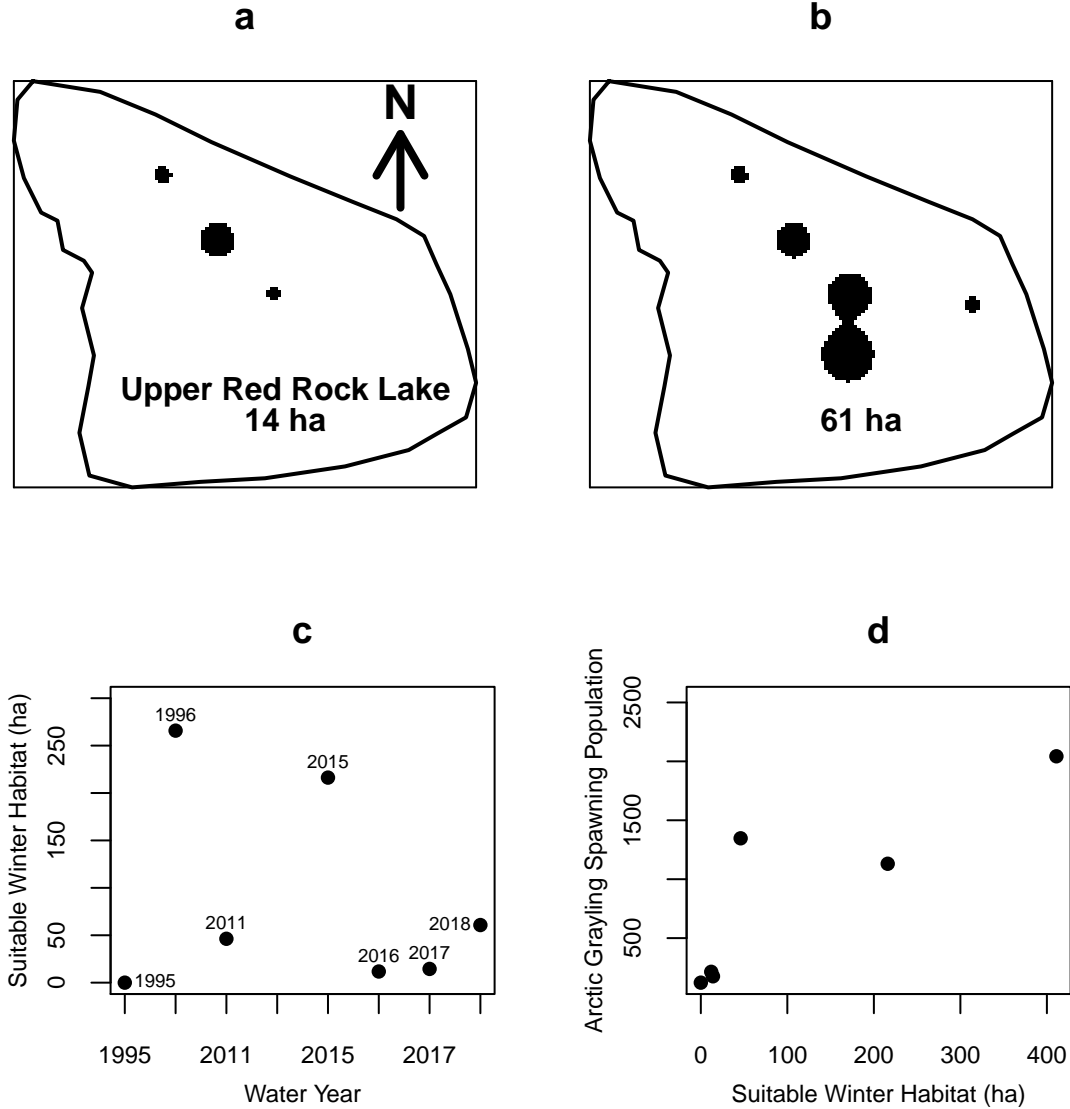 a
N
Upper Red Rock Lake
14 ha
b
61 ha
c
Suitable Winter Habitat (ha)
250
150
50
0
1996
2015
2011
2018
2016
2017
1995
1995
2011
2015
2017
Water Year
d
Arctic Grayling Spawning Population
2500
1500
500
0
100
200
300
400
Suitable Winter Habitat (ha)